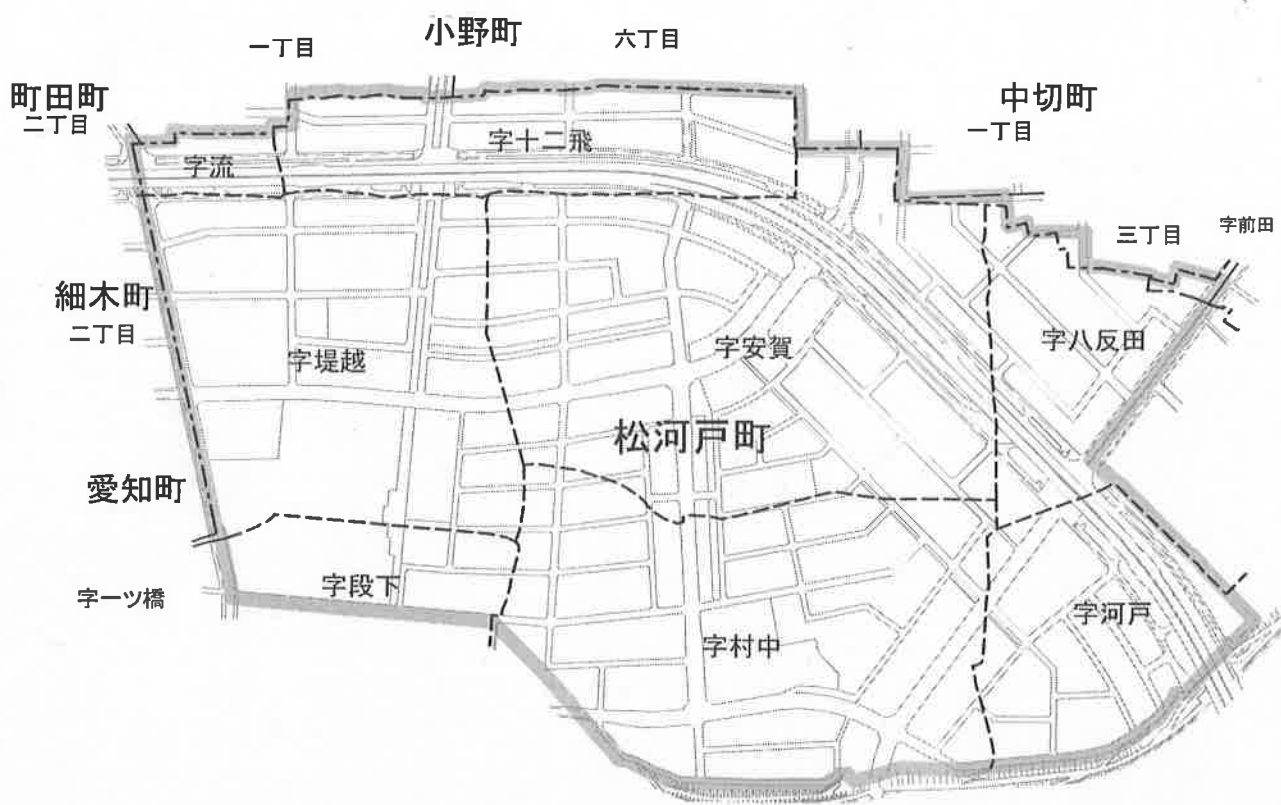 小野町
一丁目
六丁目
町田町
二丁目
中切町
一丁目
字十二飛
字流
三丁目
字前田
細木町
二丁目
字堤越
字安賀
字八反田
松河戸町
愛知町
字一ツ橋
字段下
字村中
字河戸